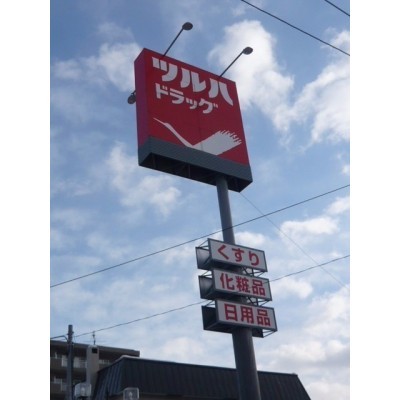 ツルハ
ドラッグ
くすり
化粧品
日用品